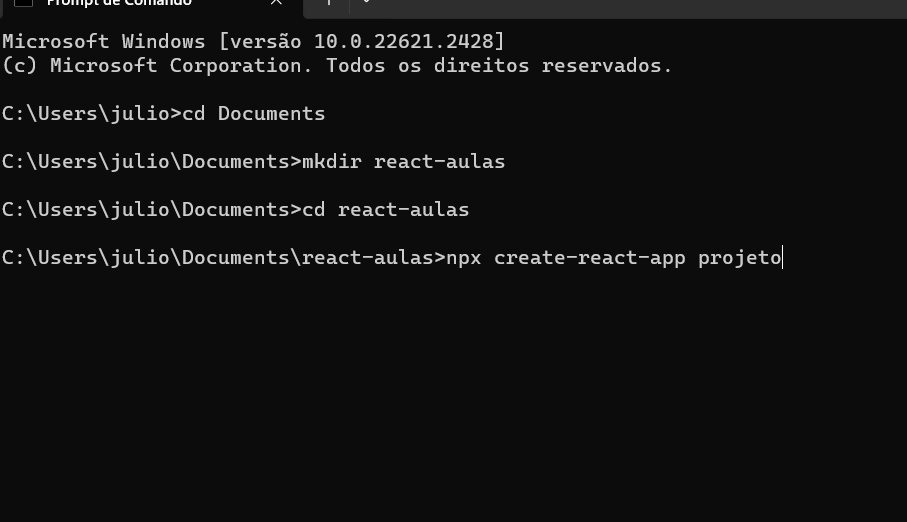 Prompt de Comando
Microsoft Windows [versão 10.0.22621.2428]
(c) Microsoft Corporation. Todos os direitos reservados.
C:\Users\julio>cd Documents
C:\Users\julio\Documents>mkdir react-aulas
C:\Users\julio\Documents>cd react-aulas
C:\Users\julio\Documents\react-aulas>npx create-react-app projeto